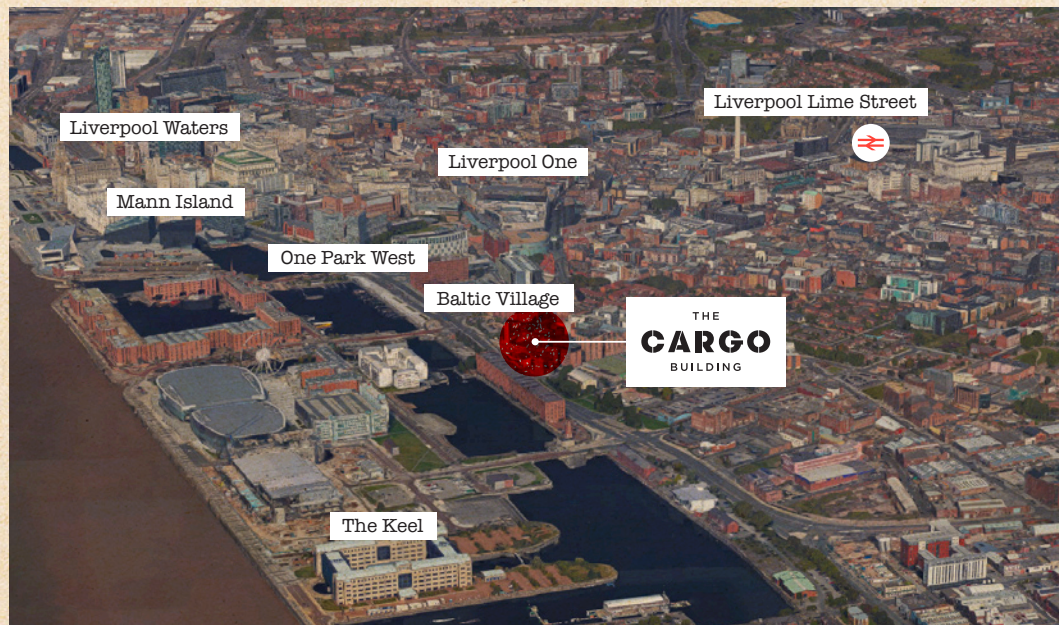 Liverpool Lime Street
Liverpool Waters
Liverpool One
Mann Island
One Park West
Baltic Village
THE
CARGO
BUILDING
The Keel